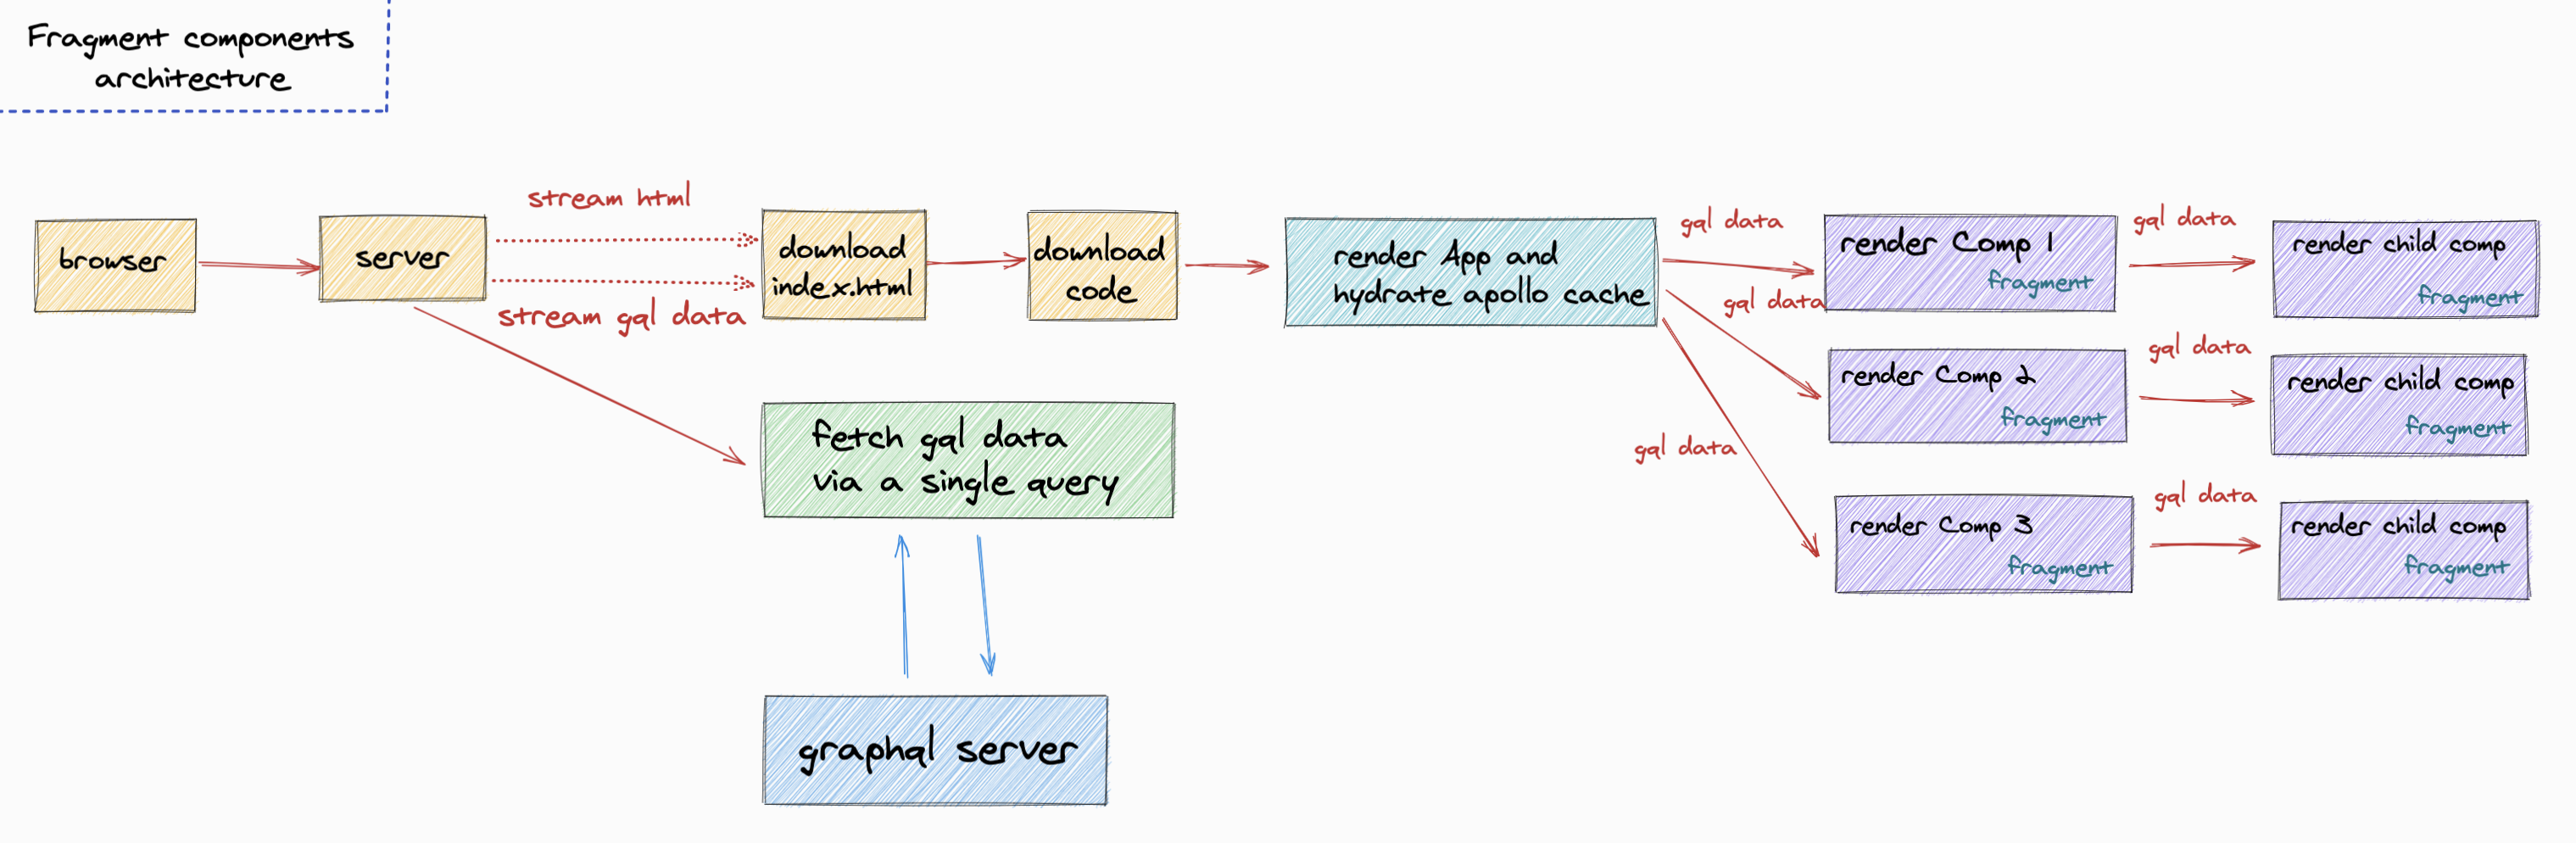 Fragment components
architecture
browser
server
stream html
stream gql data
download
index.html
download
code
fetch gql data
via a single query
graphql server
render App and
hydrate apollo cache
gql data
gql data
gql data
render Comp 1
fragment
gql data
render child comp
fragment
render Comp 2
fragment
gql data
render child comp
fragment
render Comp 3
fragment
gql data
render child comp
fragment